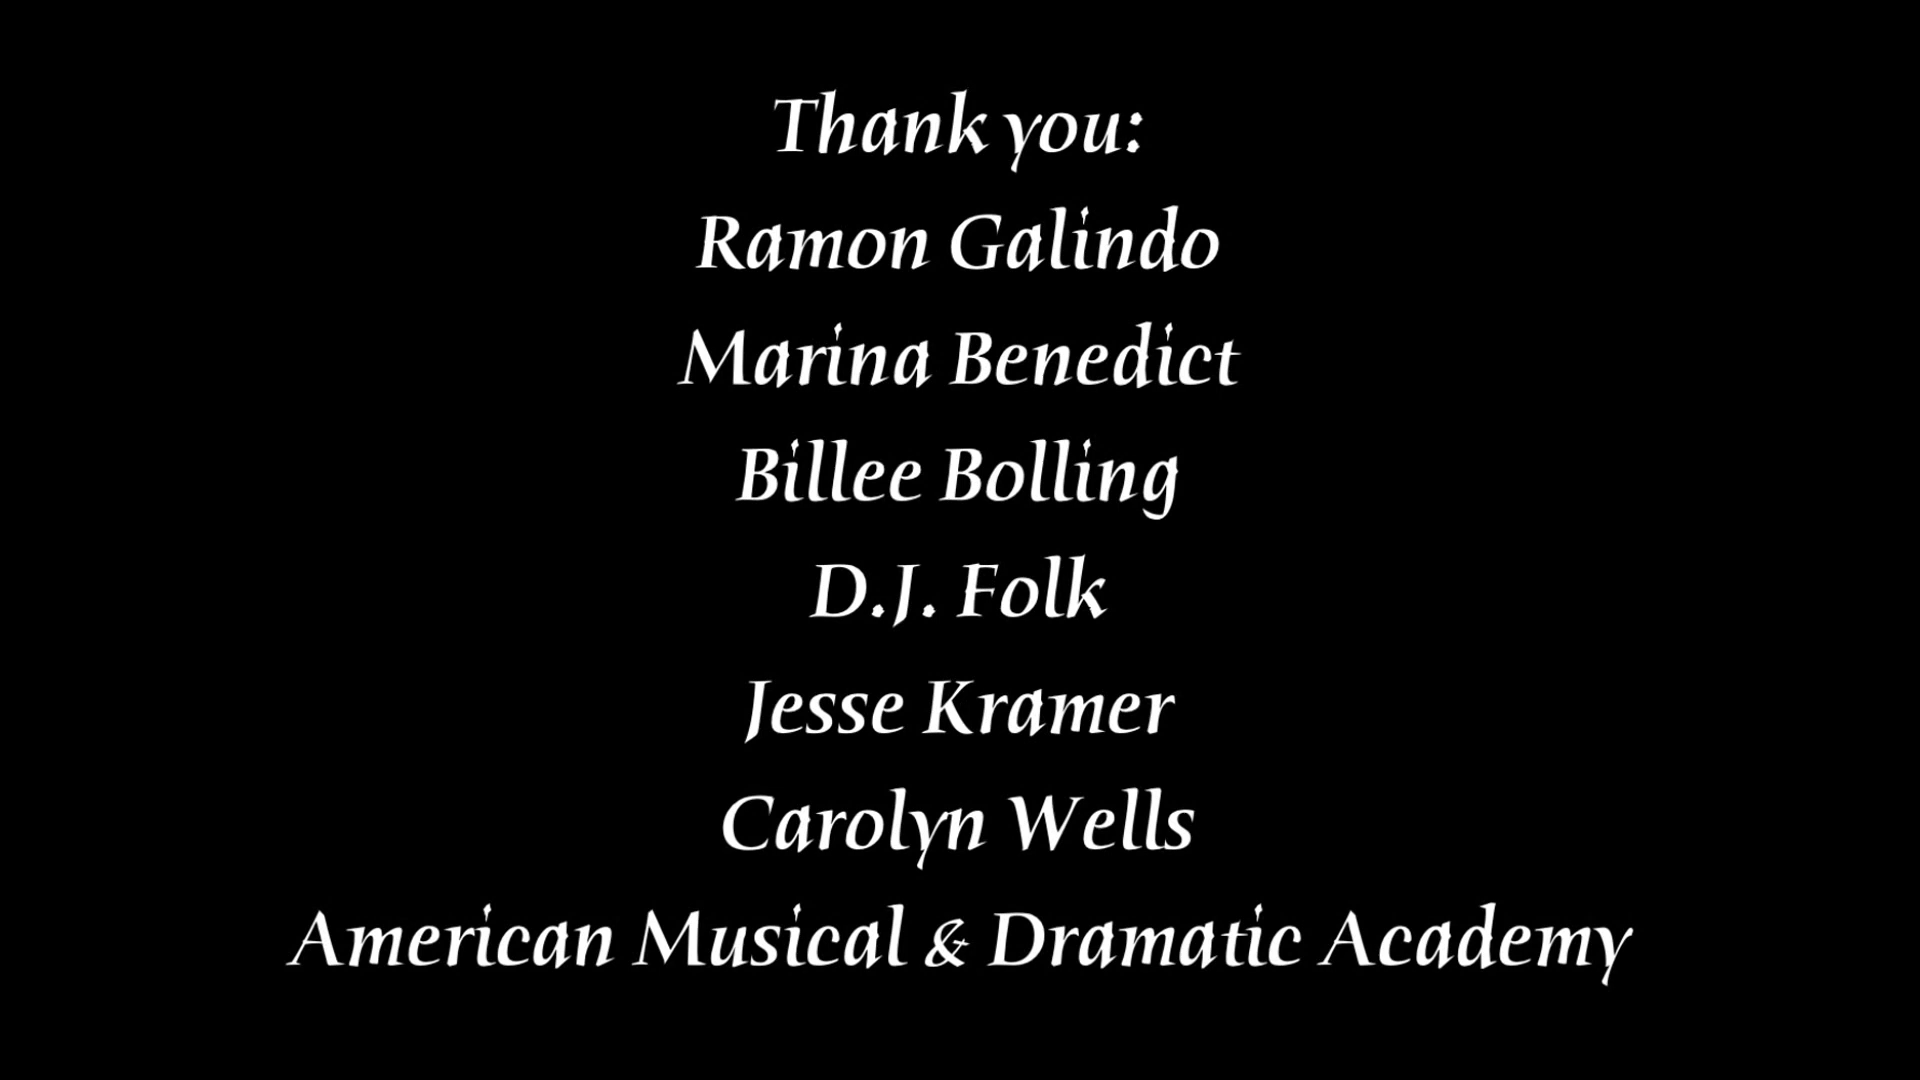 Thank you:
Ramon Galindo
Marina Benedict
Billee Bolling
D.J. Folk
Jesse Kramer
Carolyn Wells
American Musical & Dramatic Academy